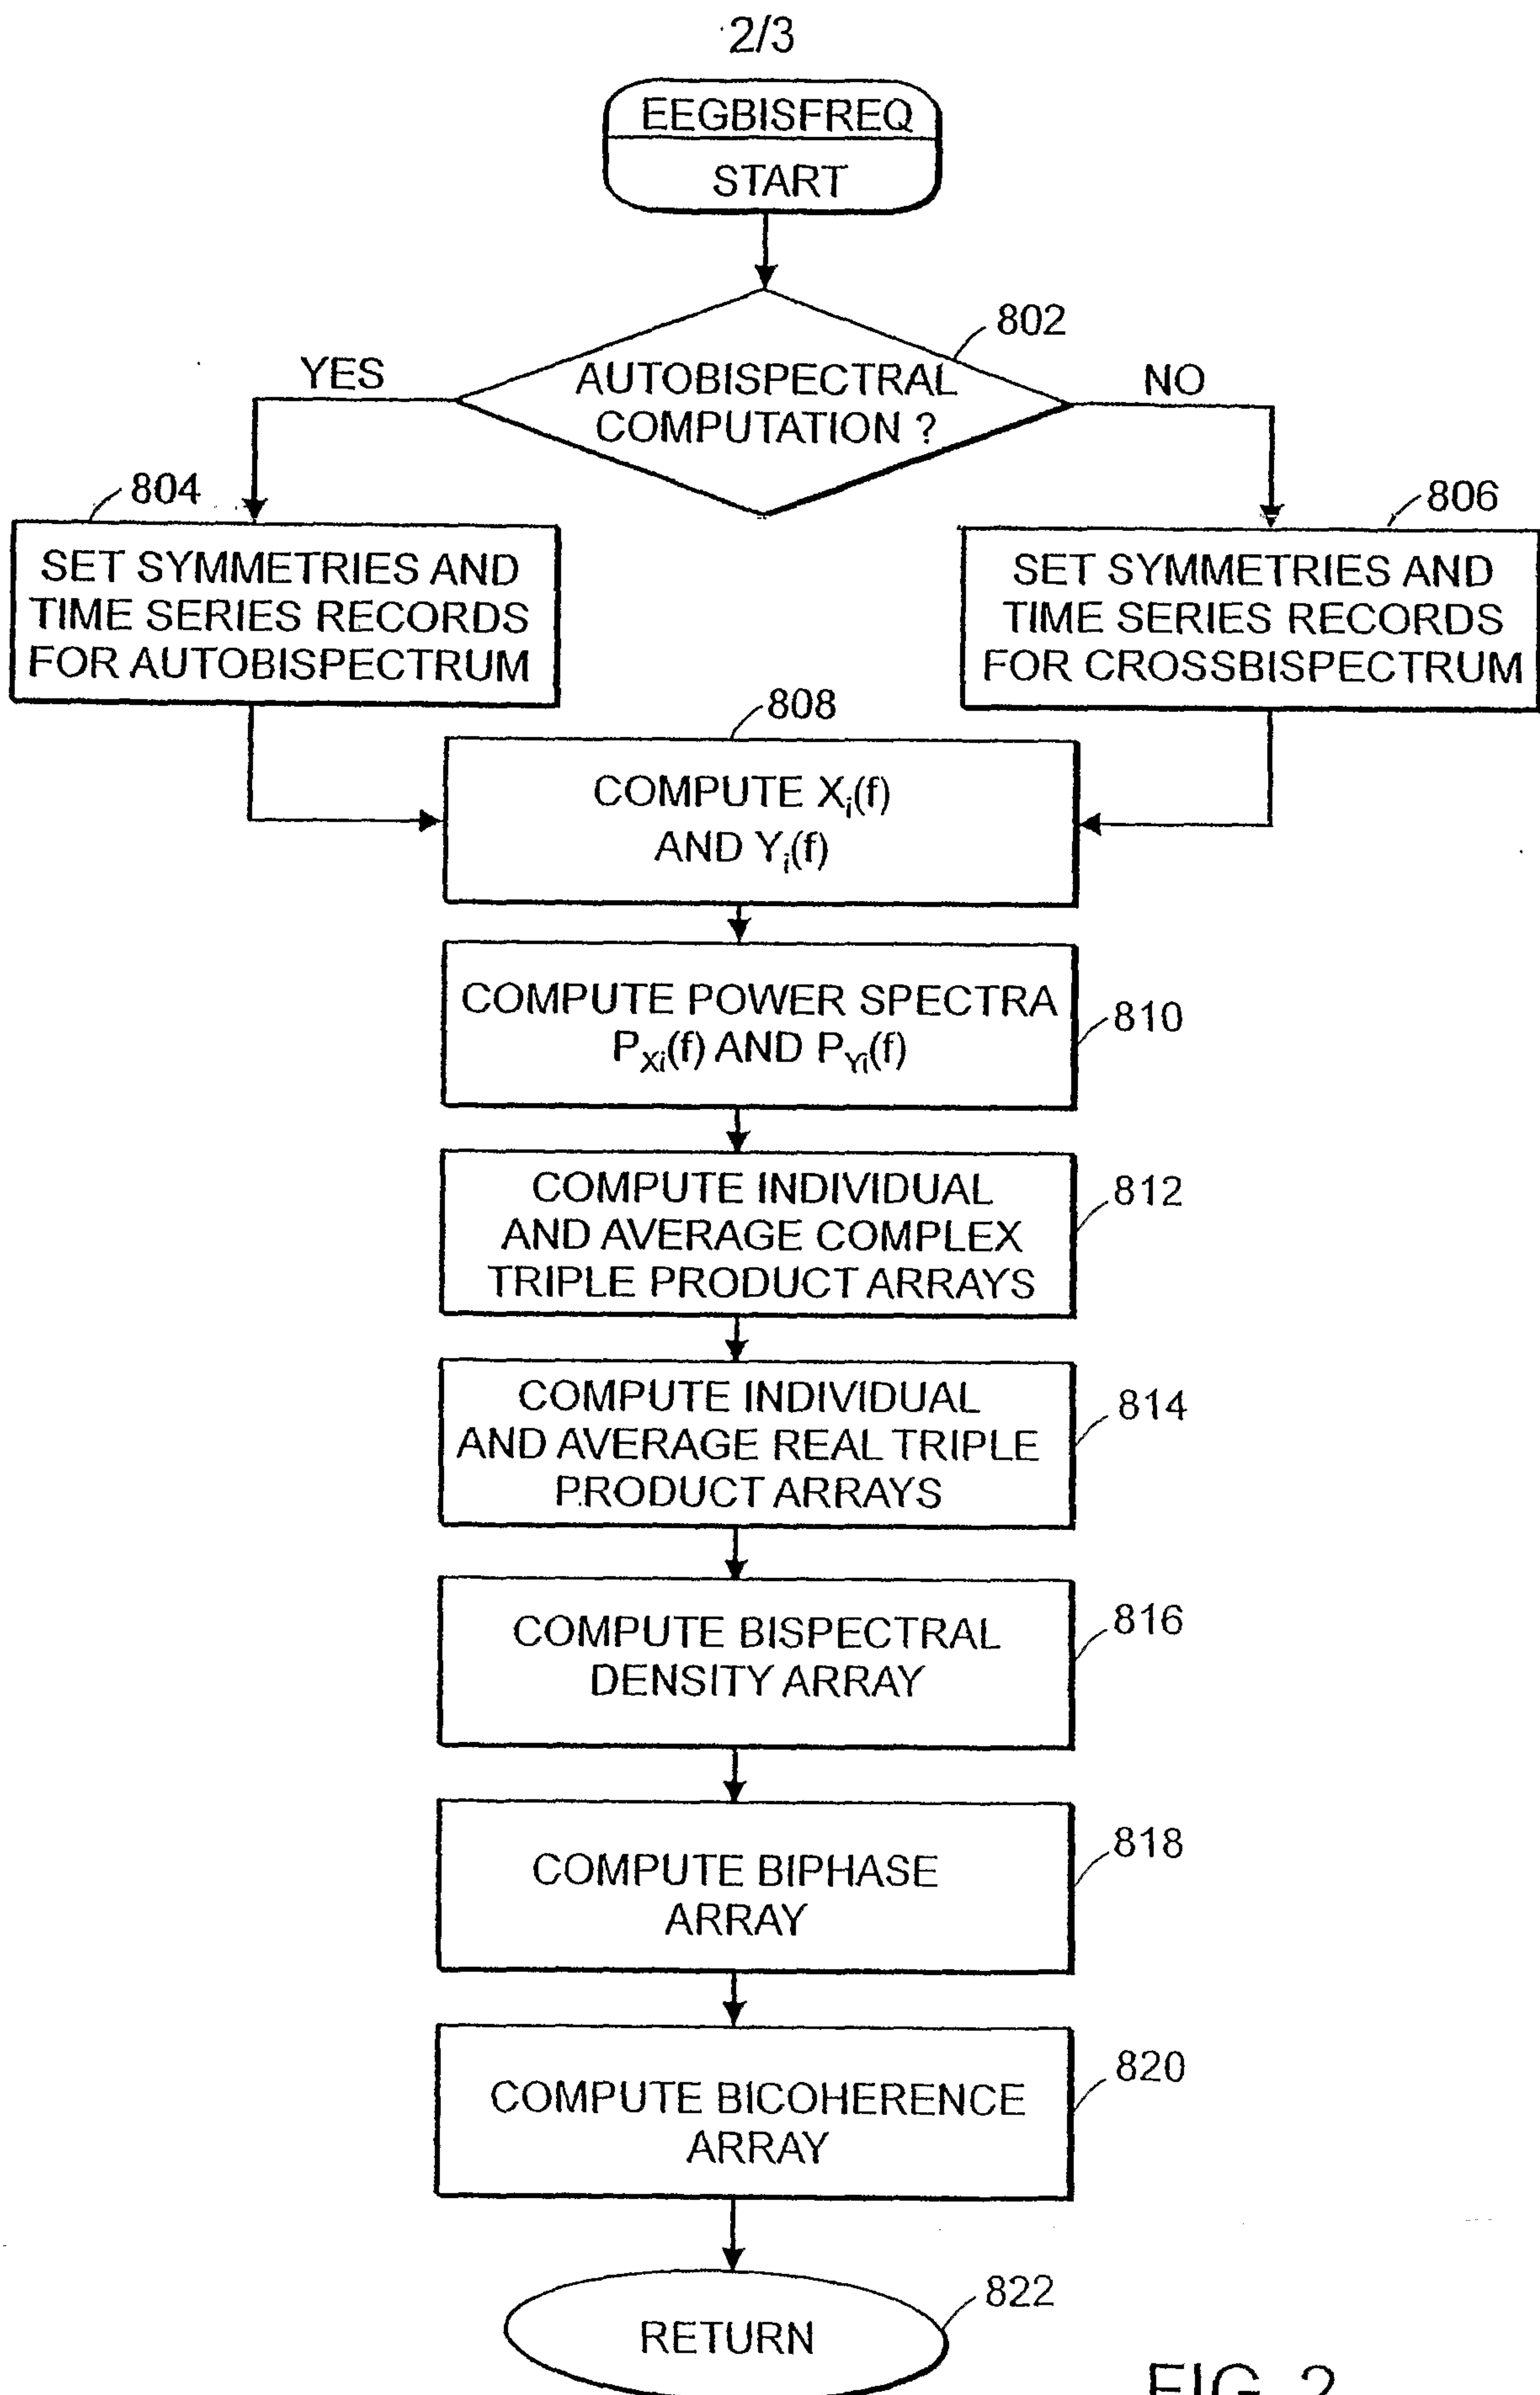 2/3
EEGBISFREQ
START
802
YES
AUTOBISPECTRAL
COMPUTATION ?
NO
804
SET SYMMETRIES AND
TIME SERIES RECORDS
FOR AUTOBISPECTRUM
806
SET SYMMETRIES AND
TIME SERIES RECORDS
FOR CROSSBISPECTRUM
808
COMPUTE Xi(f)
AND Yi(f)
COMPUTE POWER SPECTRA
PXi(f) AND PYi(f)
810
COMPUTE INDIVIDUAL
AND AVERAGE COMPLEX
TRIPLE PRODUCT ARRAYS
812
COMPUTE INDIVIDUAL
AND AVERAGE REAL TRIPLE
PRODUCT ARRAYS
814
COMPUTE BISPECTRAL
DENSITY ARRAY
816
COMPUTE BIPHASE
ARRAY
818
COMPUTE BICOHERENCE
ARRAY
820
RETURN
822
FIG. 2